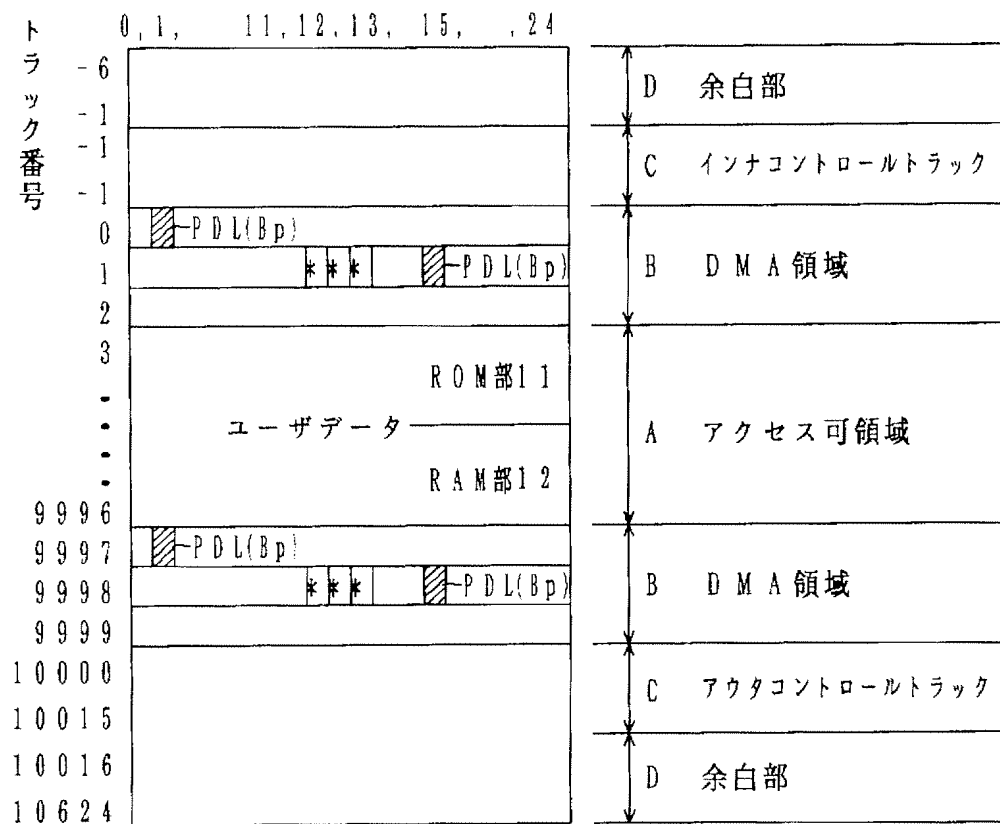 トラック番号
0,1, 11,12,13, 15, ,24
-6
D 余白部
-1
-1
C インナコントロールトラック
-1
0
PDL(Bp)
1
* * *
PDL(Bp)
B DMA領域
2
3
ROM部11
ユーザデータ
A アクセス可領域
RAM部12
9996
9997
PDL(Bp)
9998
* * *
PDL(Bp)
B DMA領域
9999
10000
C アウタコントロールトラック
10015
10016
D 余白部
10624